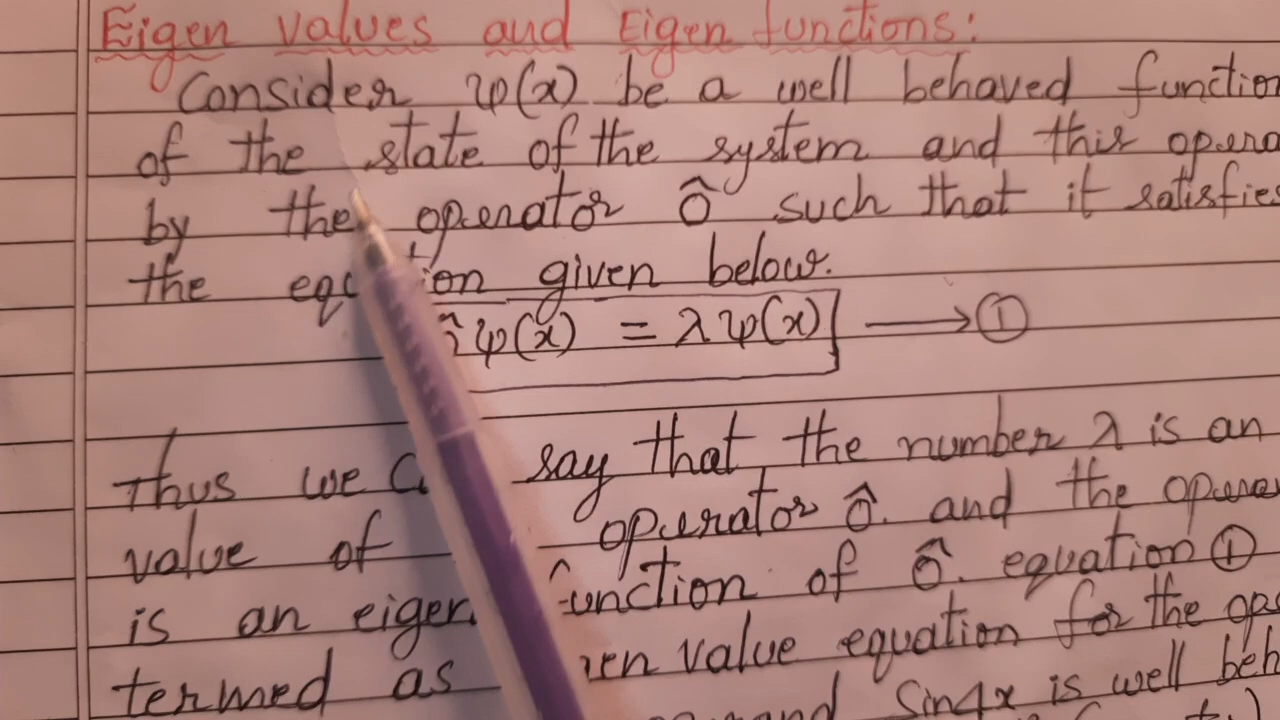 Eigen values and Eigen functions:
Consider ψ(x) be a well behaved function
of the state of the system and this opera
by the operator ô such that it satisfies
the equ ion given below.
ô ψ(x) = λ ψ(x) → ①
Thus we say that the number λ is an
value of operator ô. and the opera
is an eigen function of ô. equation ①
termed as en value equation for the ope
and Sin4x is well beh